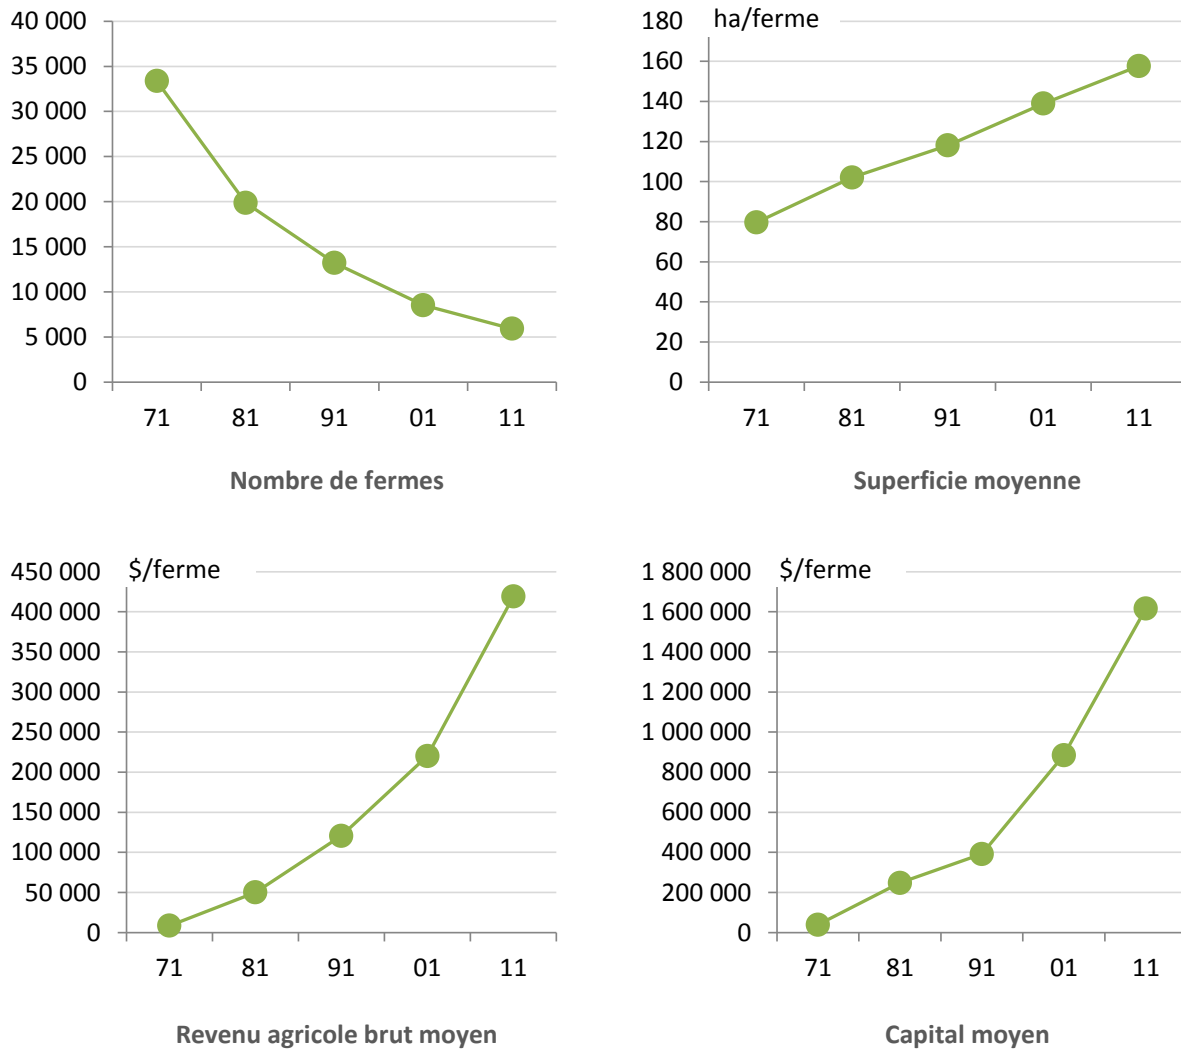 40 000
35 000
30 000
25 000
20 000
15 000
10 000
5 000
0
71 81 91 01 11
Nombre de fermes
ha/ferme
180
160
140
120
100
80
60
40
20
0
71 81 91 01 11
Superficie moyenne
$/ferme
450 000
400 000
350 000
300 000
250 000
200 000
150 000
100 000
50 000
0
71 81 91 01 11
Revenu agricole brut moyen
$/ferme
1 800 000
1 600 000
1 400 000
1 200 000
1 000 000
800 000
600 000
400 000
200 000
0
71 81 91 01 11
Capital moyen